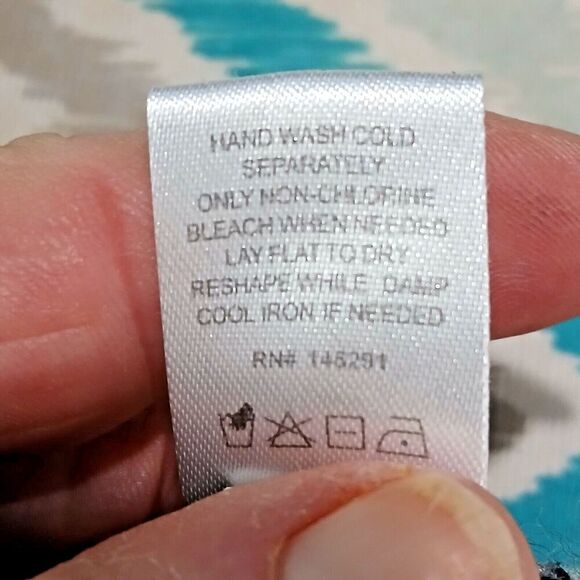 HAND WASH COLD
SEPARATELY
ONLY NON-CHLORINE
BLEACH WHEN NEEDED
LAY FLAT TO DRY
RESHAPE WHILE DAMP
COOL IRON IF NEEDED
RN# 146291